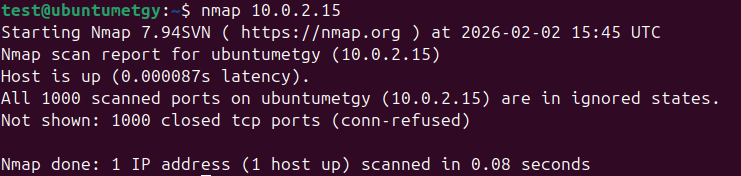 test@ubuntumetgy:~$ nmap 10.0.2.15
Starting Nmap 7.94SVN ( https://nmap.org ) at 2026-02-02 15:45 UTC
Nmap scan report for ubuntumetgy (10.0.2.15)
Host is up (0.000087s latency).
All 1000 scanned ports on ubuntumetgy (10.0.2.15) are in ignored states.
Not shown: 1000 closed tcp ports (conn-refused)

Nmap done: 1 IP address (1 host up) scanned in 0.08 seconds